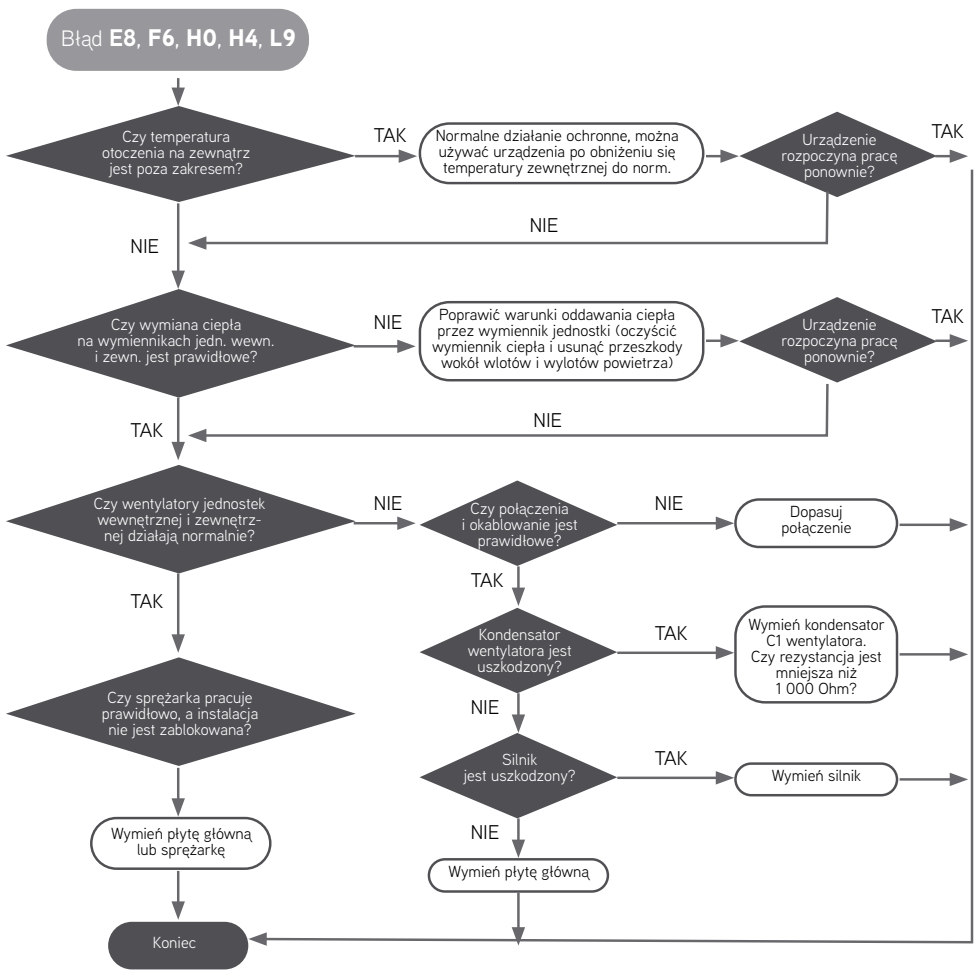 Błąd E8, F6, H0, H4, L9
Czy temperatura
otoczenia na zewnątrz
jest poza zakresem?
TAK
Normalne działanie ochronne, można
używać urządzenia po obniżeniu się
temperatury zewnętrznej do norm.
Urządzenie
rozpoczyna pracę
ponownie?
TAK
NIE
NIE
Czy wymiana ciepła
na wymiennikach jedn. wewn.
i zewn. jest prawidłowe?
NIE
Poprawić warunki oddawania ciepła
przez wymiennik jednostki (oczyścić
wymiennik ciepła i usunąć przeszkody
wokół wlotów i wylotów powietrza)
Urządzenie
rozpoczyna pracę
ponownie?
TAK
NIE
TAK
Czy wentylatory jednostek
wewnętrznej i zewnętrz-
nej działają normalnie?
NIE
Czy połączenia
i okablowanie jest
prawidłowe?
NIE
Dopasuj
połączenie
TAK
TAK
Kondensator
wentylatora jest
uszkodzony?
TAK
Wymień kondensator
C1 wentylatora.
Czy rezystancja jest
mniejsza niż
1 000 Ohm?
Czy sprężarka pracuje
prawidłowo, a instalacja
nie jest zablokowana?
NIE
Silnik
jest uszkodzony?
TAK
Wymień silnik
Wymień płytę główną
lub sprężarkę
NIE
Wymień płytę główną
Koniec